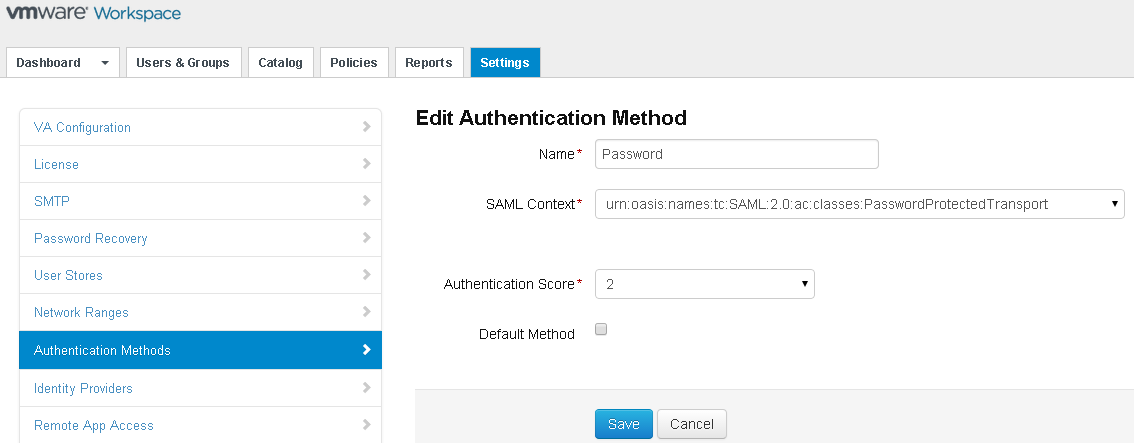 vmware Workspace
Dashboard Users & Groups Catalog Policies Reports Settings
VA Configuration
License
SMTP
Password Recovery
User Stores
Network Ranges
Authentication Methods
Identity Providers
Remote App Access
Edit Authentication Method
Name* Password
SAML Context* urn:oasis:names:tc:SAML:2.0:ac:classes:PasswordProtectedTransport
Authentication Score* 2
Default Method
Save Cancel